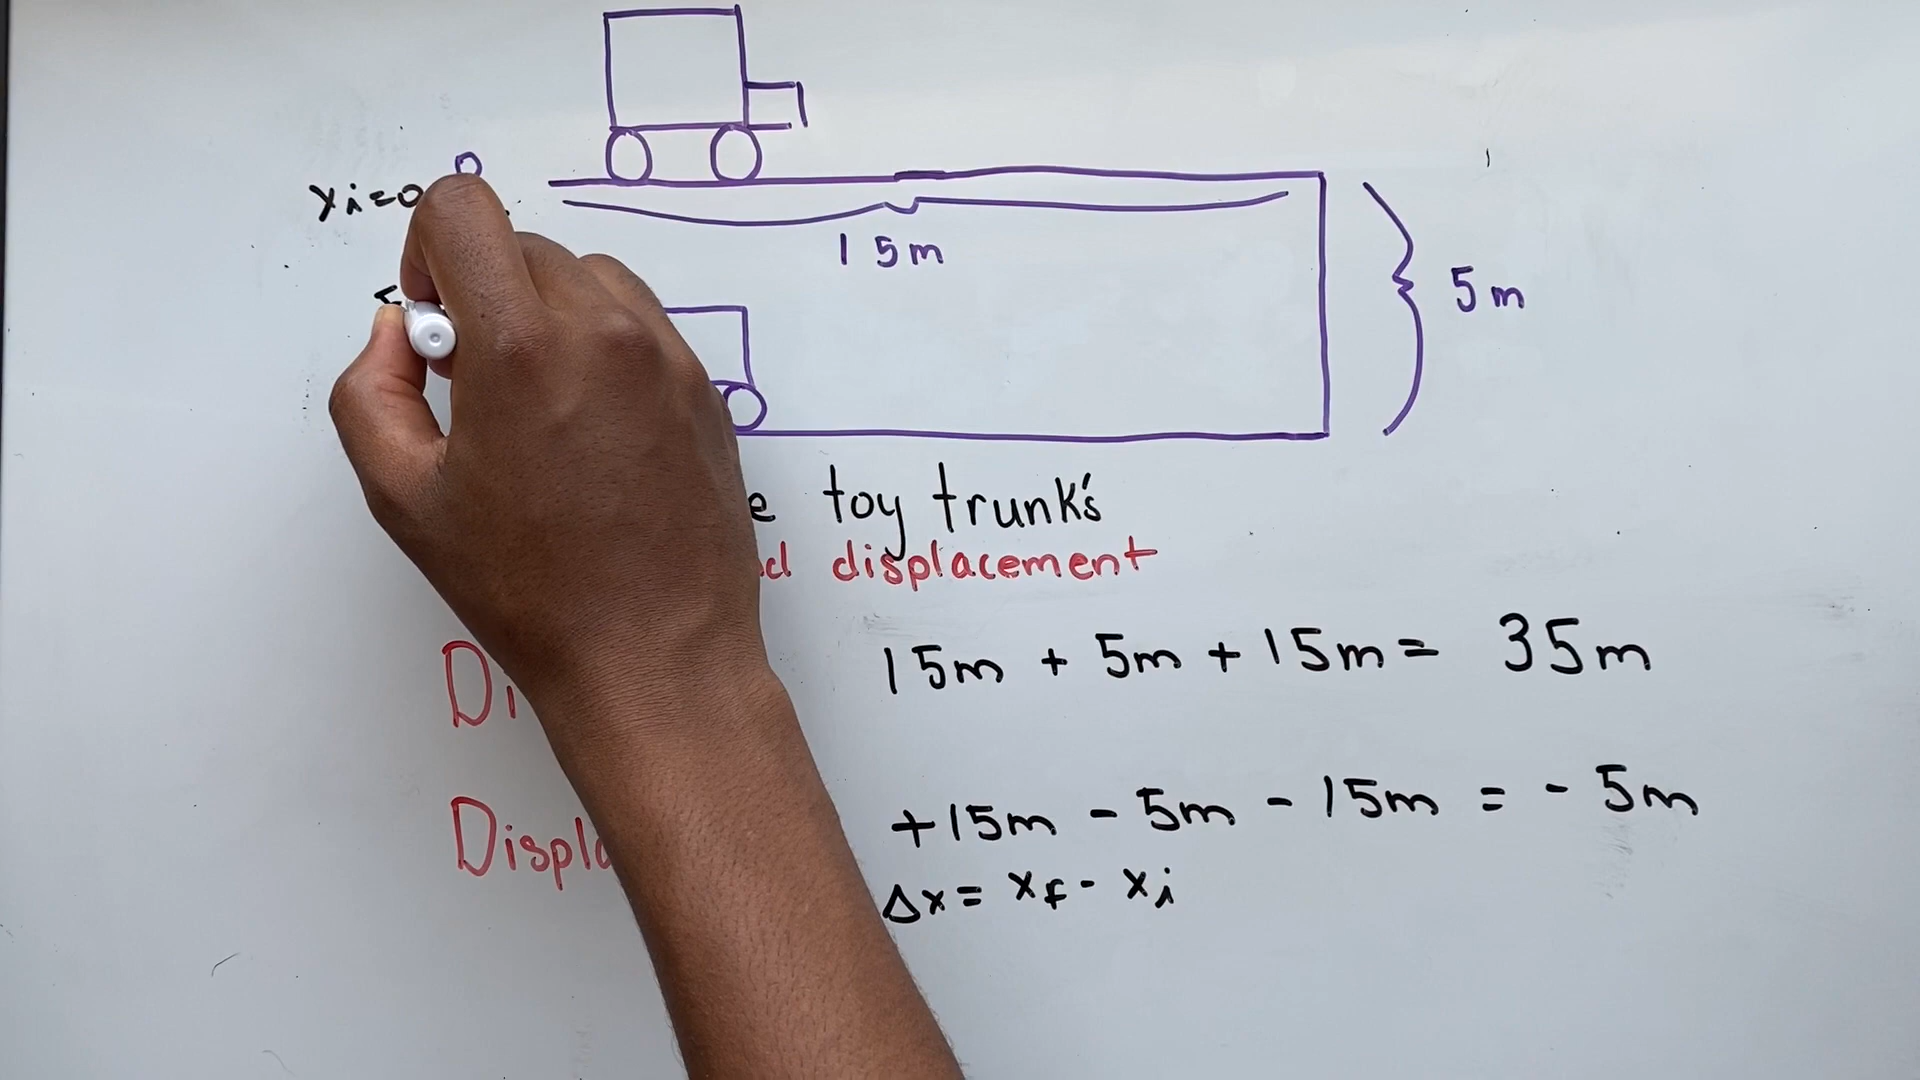 xi=0
15m
5m
toy trunk's
displacement
15m + 5m + 15m = 35m
+15m - 5m - 15m = - 5m
Δx = xf - xi